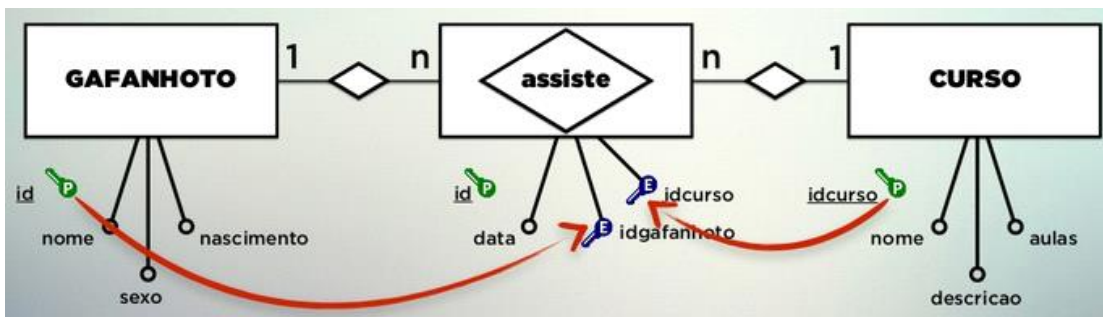 GAFANHOTO 1 n assiste n 1 CURSO
id P
nome
sexo
nascimento
id P
data
E idgafanhoto
E idcurso
idcurso P
nome
descricao
aulas